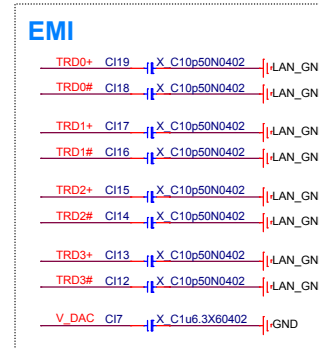 EMI
TRD0+ CI19 X_C10p50N0402 LAN_GN
TRD0# CI18 X_C10p50N0402 LAN_GN
TRD1+ CI17 X_C10p50N0402 LAN_GN
TRD1# CI16 X_C10p50N0402 LAN_GN
TRD2+ CI15 X_C10p50N0402 LAN_GN
TRD2# CI14 X_C10p50N0402 LAN_GN
TRD3+ CI13 X_C10p50N0402 LAN_GN
TRD3# CI12 X_C10p50N0402 LAN_GN
V_DAC CI7 X_C1u6.3X60402 GND